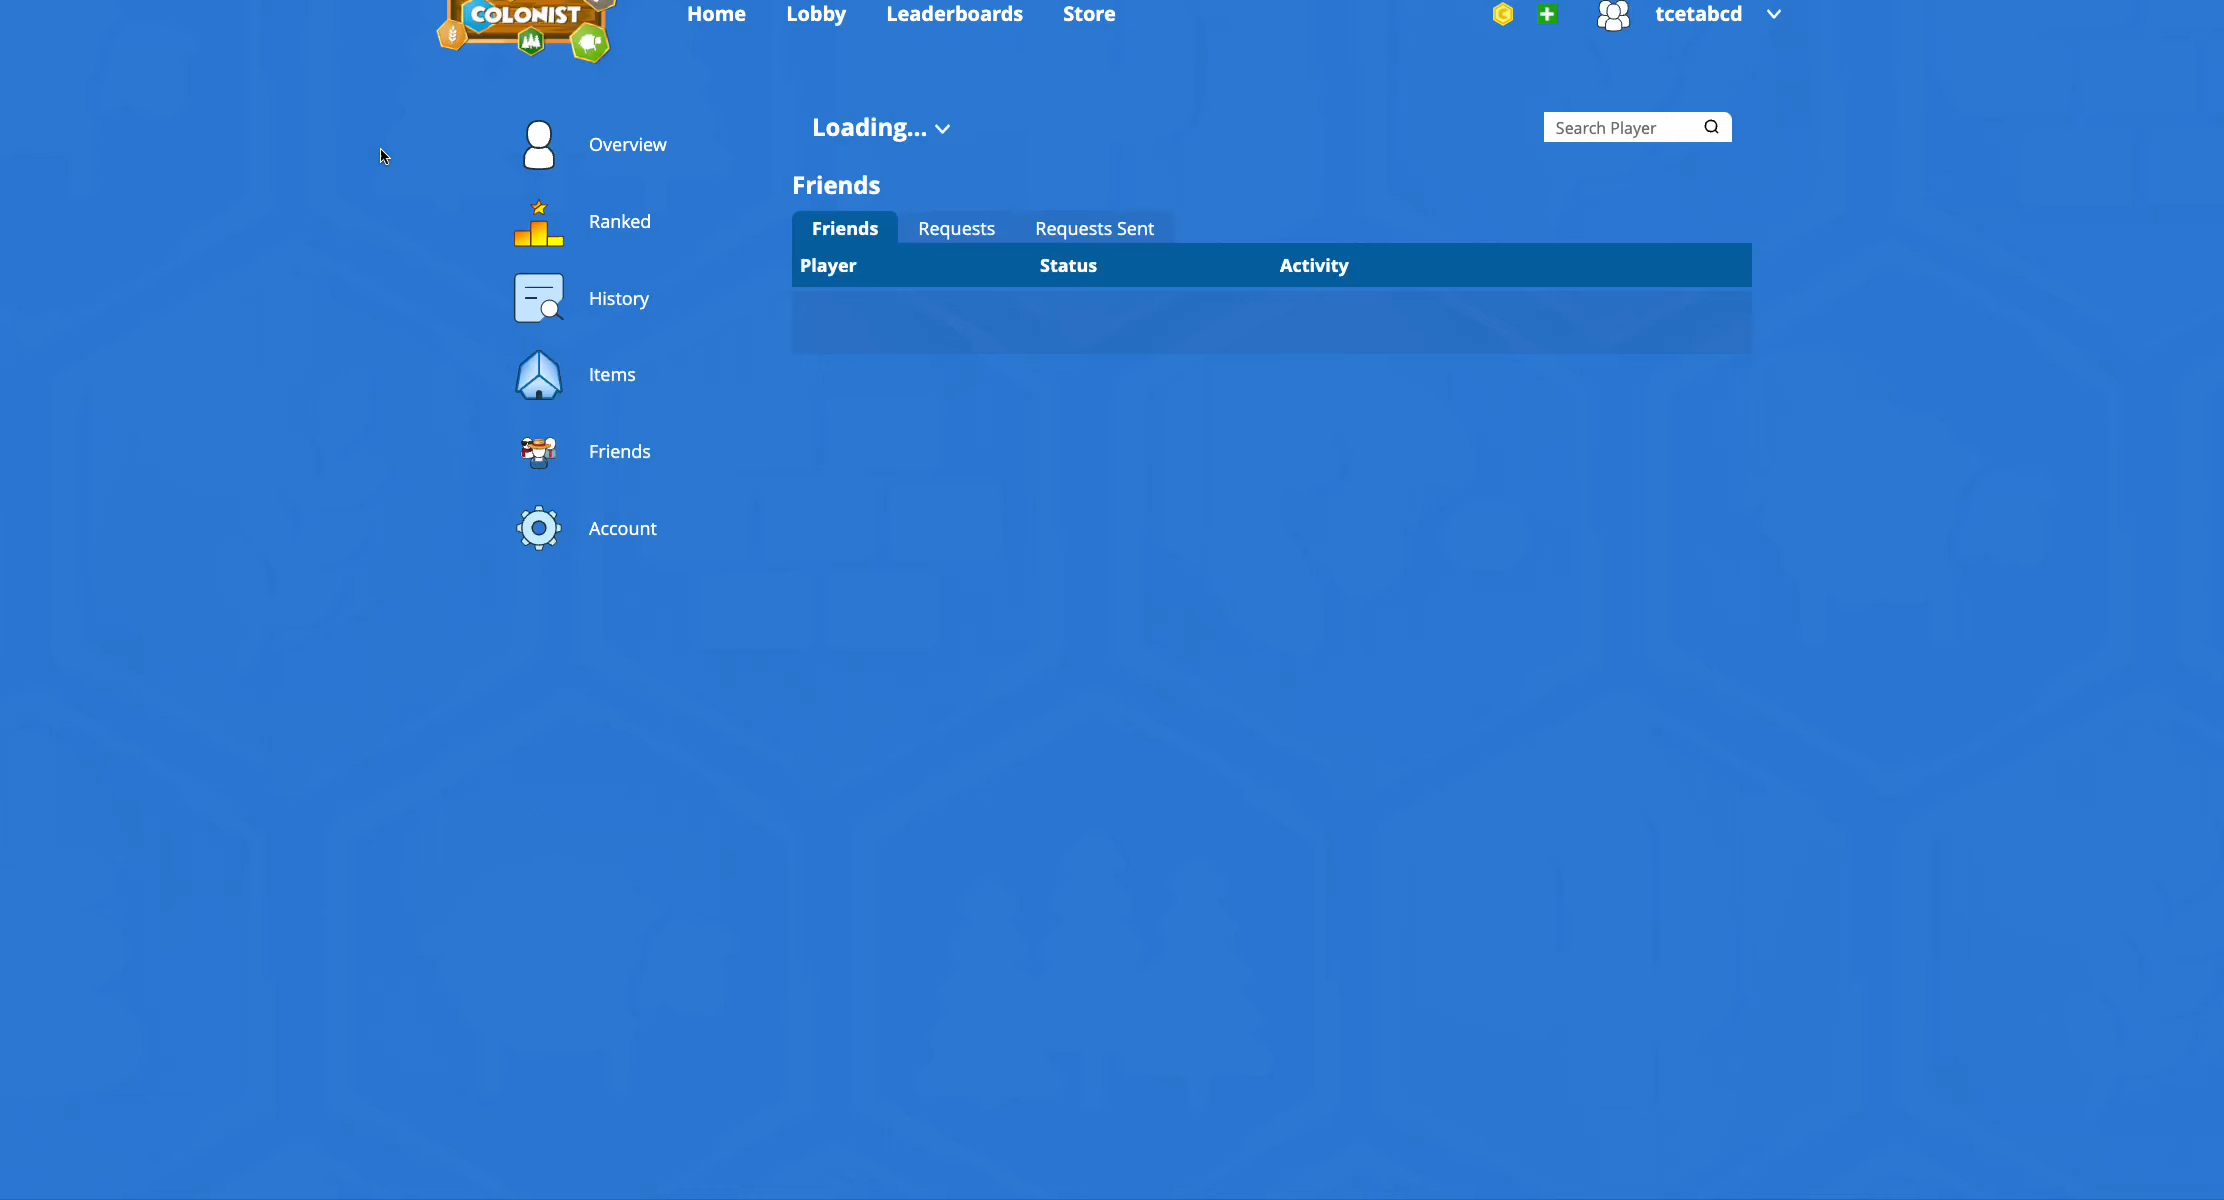 COLONIST
Home Lobby Leaderboards Store
tcetabcd
Overview
Ranked
History
Items
Friends
Account
Loading...
Search Player
Friends
Friends Requests Requests Sent
Player Status Activity